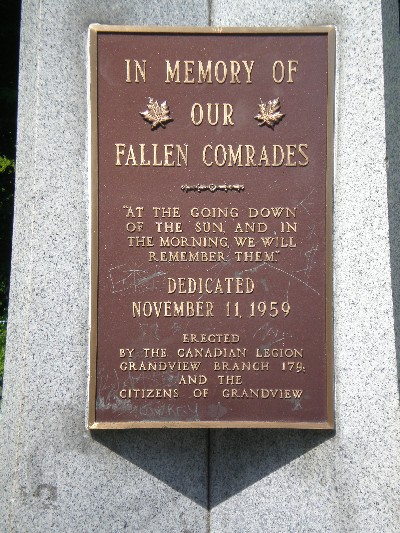 IN MEMORY OF
OUR
FALLEN COMRADES
"AT THE GOING DOWN
OF THE SUN, AND IN
THE MORNING, WE WILL
REMEMBER THEM."
DEDICATED
NOVEMBER 11, 1959
ERECTED
BY THE CANADIAN LEGION
GRANDVIEW BRANCH 179,
AND THE
CITIZENS OF GRANDVIEW